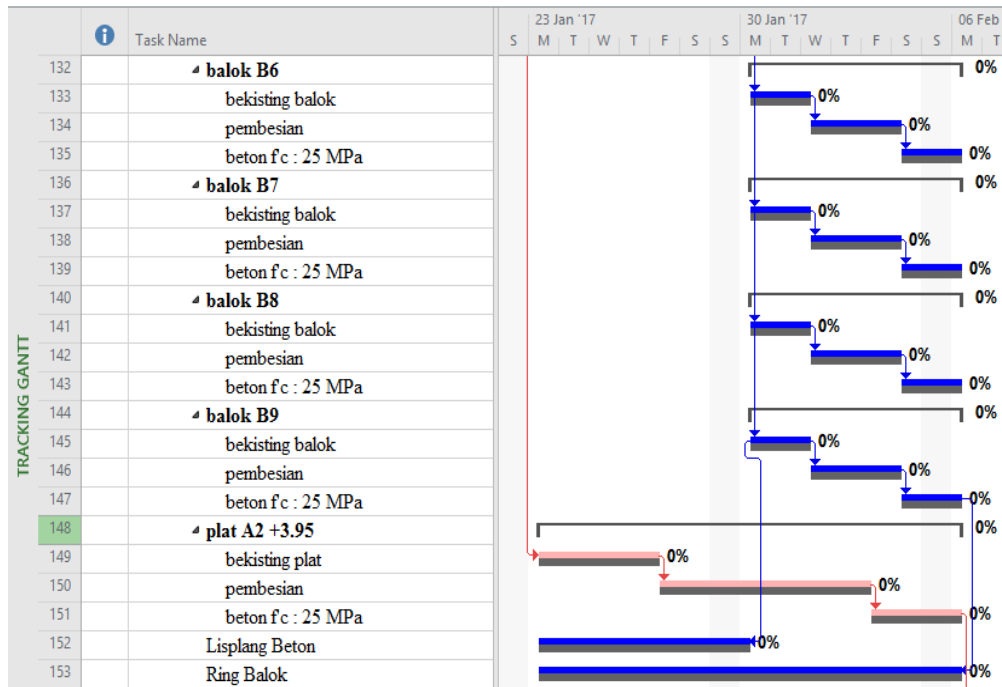 23 Jan '17 30 Jan '17 06 Feb
Task Name S M T W T F S S M T W T F S S M T
132 balok B6 0%
133 bekisting balok 0%
134 pembesian 0%
135 beton f'c : 25 MPa 0%
136 balok B7 0%
137 bekisting balok 0%
138 pembesian 0%
139 beton f'c : 25 MPa 0%
140 balok B8 0%
141 bekisting balok 0%
142 pembesian 0%
143 beton f'c : 25 MPa 0%
144 balok B9 0%
145 bekisting balok 0%
146 pembesian 0%
147 beton f'c : 25 MPa 0%
148 plat A2 +3.95 0%
149 bekisting plat 0%
150 pembesian 0%
151 beton f'c : 25 MPa 0%
152 Lisplang Beton 0%
153 Ring Balok 0%
TRACKING GANTT